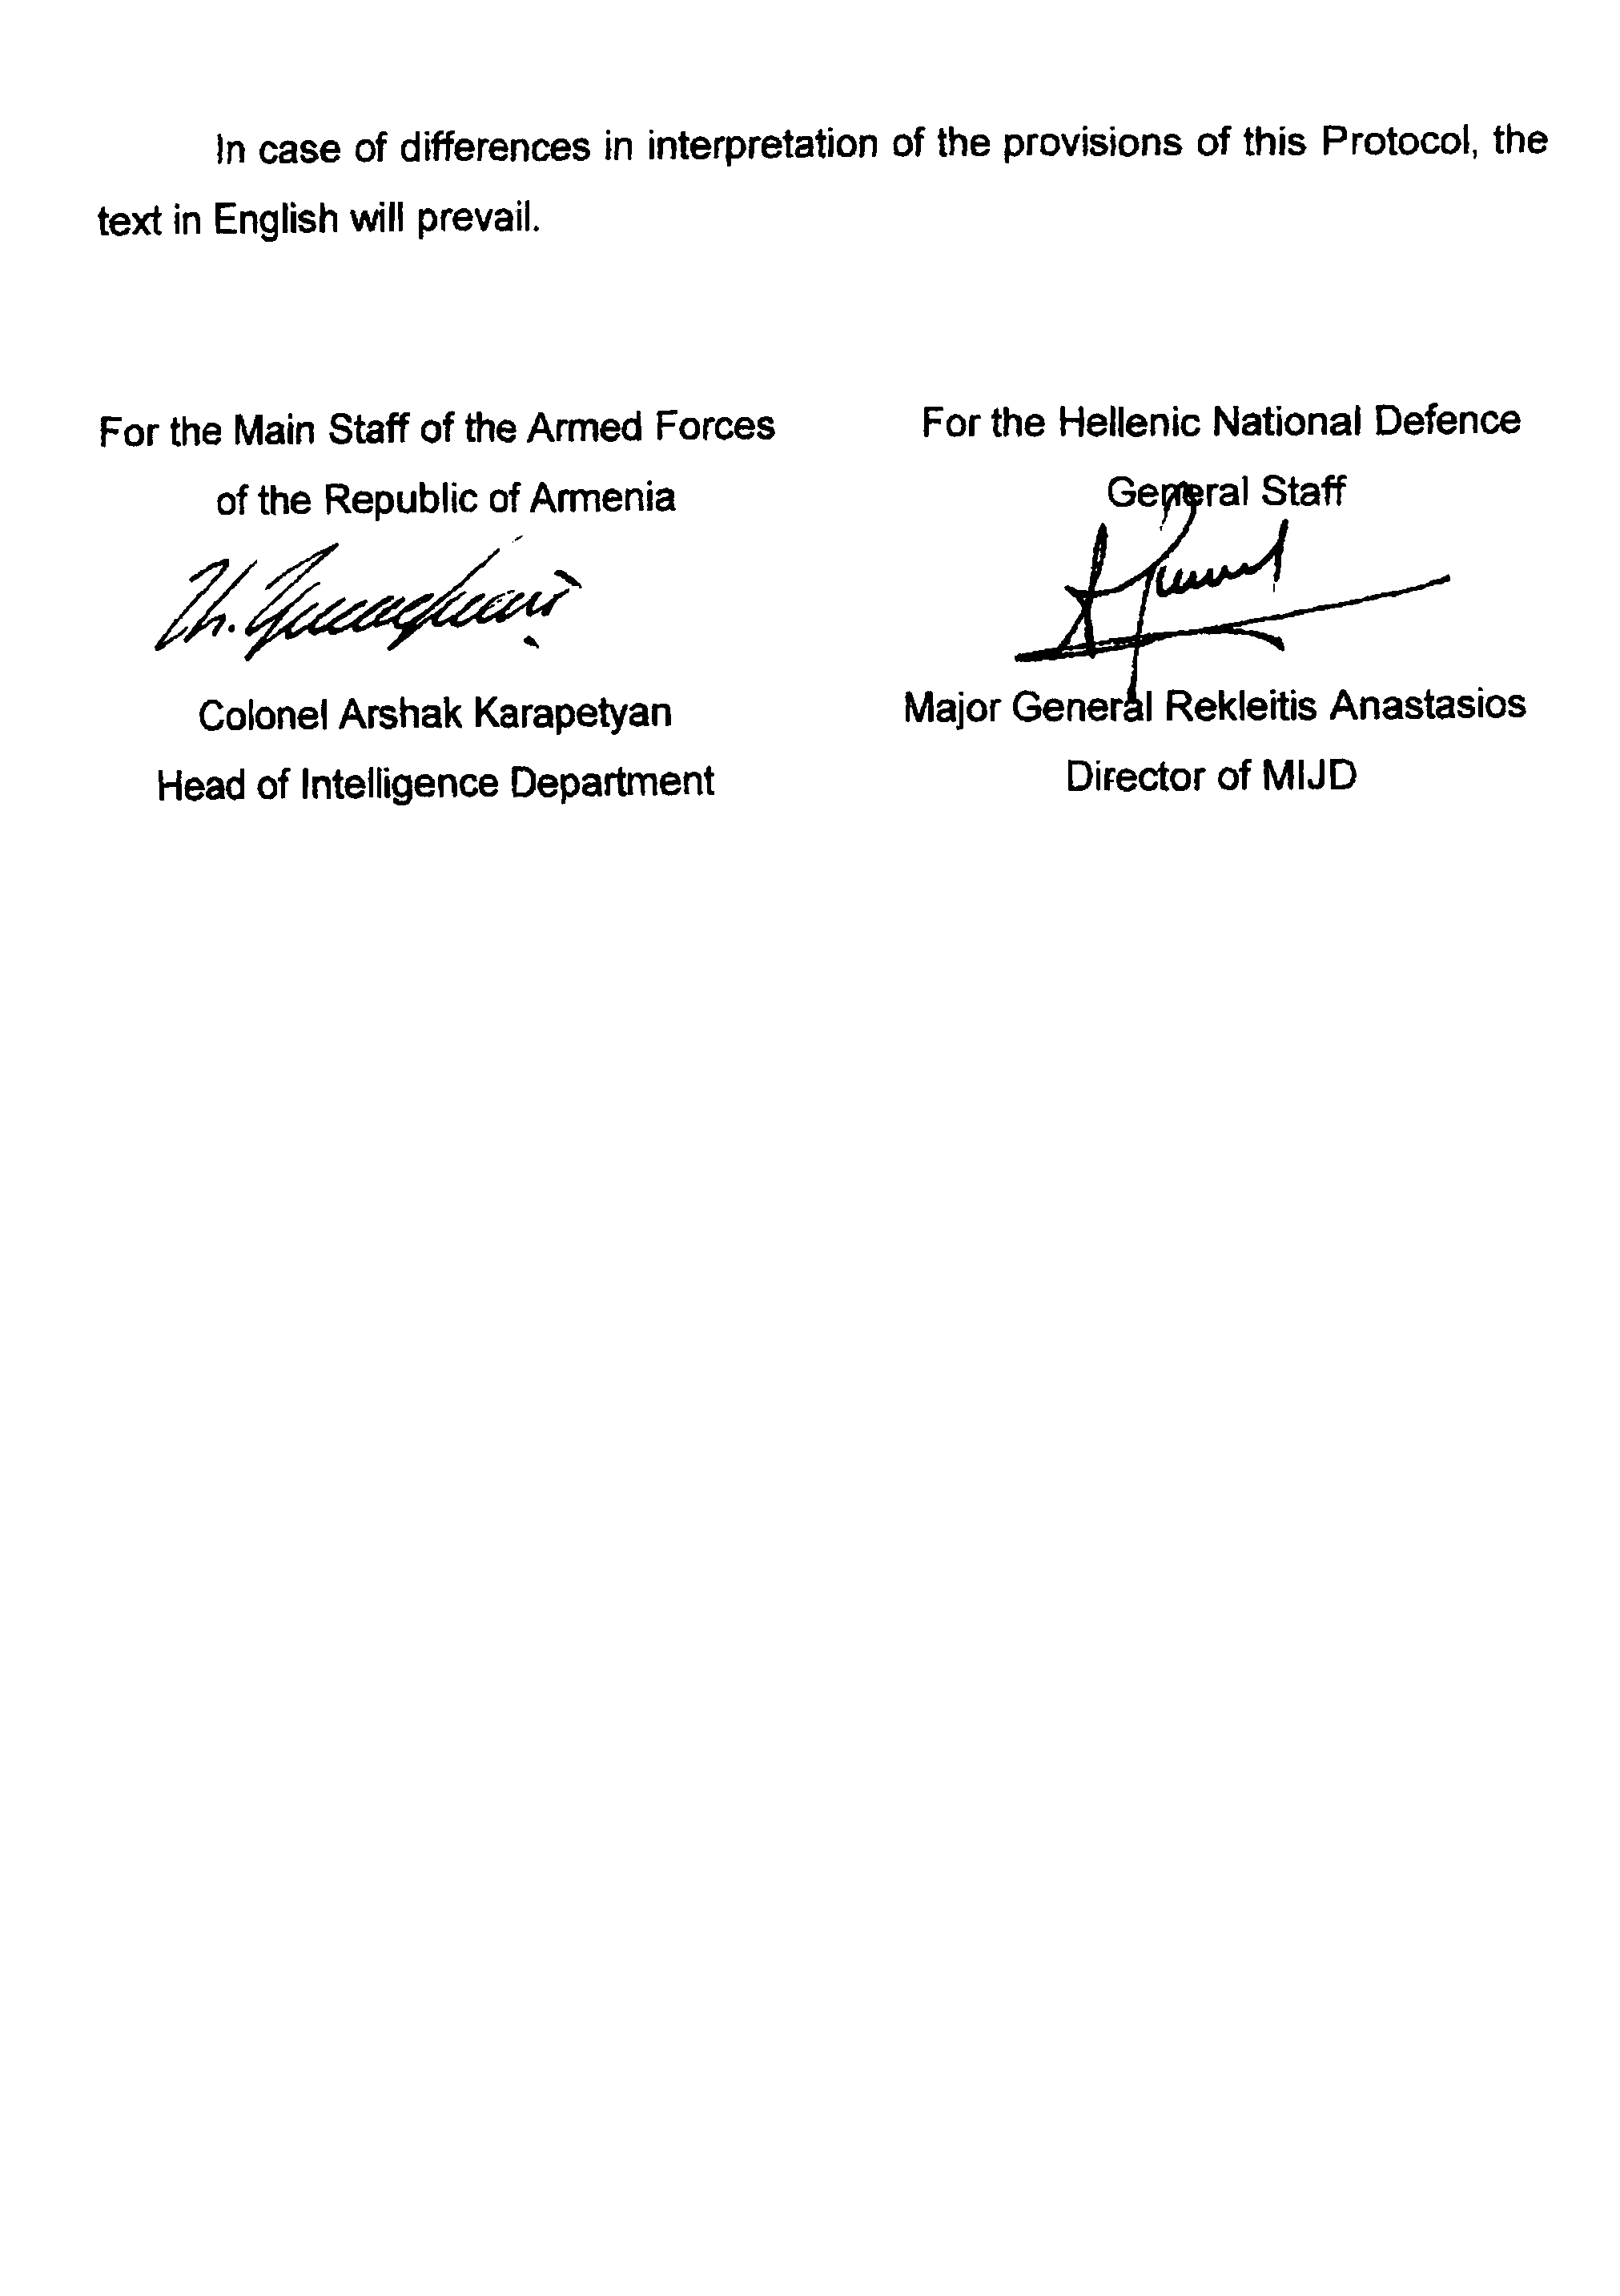 In case of differences in interpretation of the provisions of this Protocol, the
text in English will prevail.
For the Main Staff of the Armed Forces
of the Republic of Armenia
Colonel Arshak Karapetyan
Head of Intelligence Department
For the Hellenic National Defence
General Staff
Major General Rekleitis Anastasios
Director of MIJD